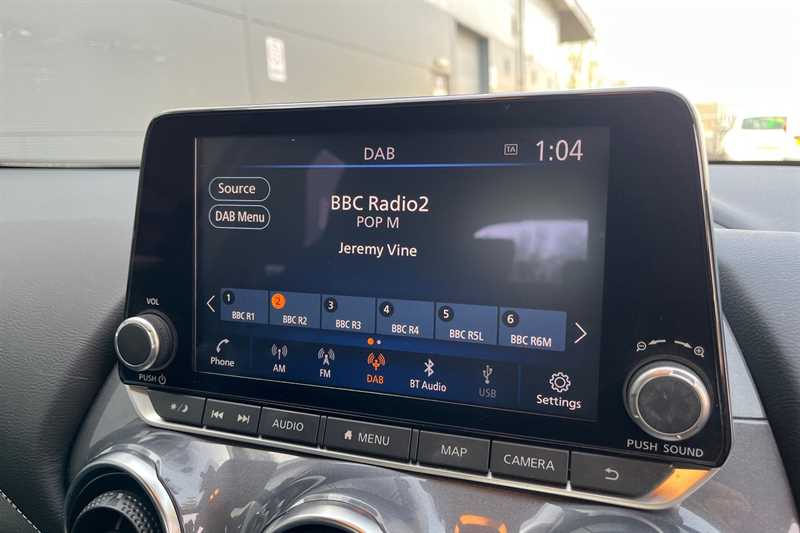 DAB
TA
1:04
Source
DAB Menu
BBC Radio2
POP M
Jeremy Vine
1
2
3
4
5
6
BBC R1
BBC R2
BBC R3
BBC R4
BBC R5L
BBC R6M
Phone
AM
FM
DAB
BT Audio
USB
Settings
VOL
PUSH
PUSH SOUND
AUDIO
MENU
MAP
CAMERA